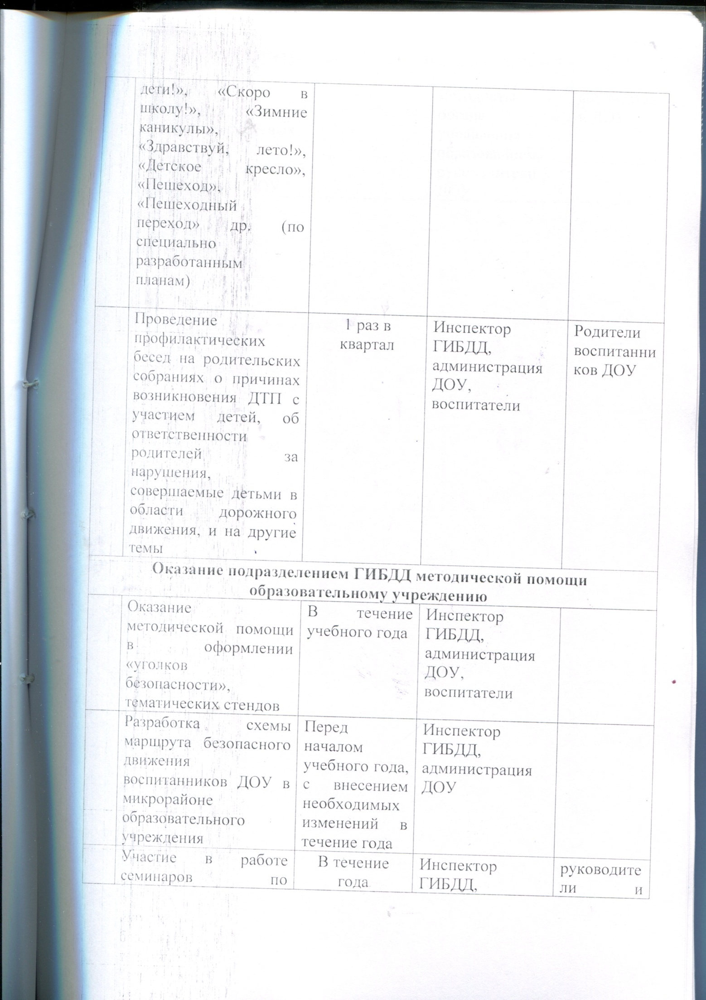 дети!», «Скоро в
школу!», «Зимние
каникулы»,
«Здравствуй, лето!»,
«Детское кресло»,
«Пешеход»,
«Пешеходный
переход» др. (по
специально
разработанным
планам)
Проведение
профилактических
бесед на родительских
собраниях о причинах
возникновения ДТП с
участием детей, об
ответственности
родителей за
нарушения,
совершаемые детьми в
области дорожного
движения, и на другие
темы
1 раз в
квартал
Инспектор
ГИБДД,
администрация
ДОУ,
воспитатели
Родители
воспитанни
ков ДОУ
Оказание подразделением ГИБДД методической помощи
образовательному учреждению
Оказание
методической помощи
в оформлении
«уголков
безопасности»,
тематических стендов
В течение
учебного года
Инспектор
ГИБДД,
администрация
ДОУ,
воспитатели
Разработка схемы
маршрута безопасного
движения
воспитанников ДОУ в
микрорайоне
образовательного
учреждения
Перед
началом
учебного года,
с внесением
необходимых
изменений в
течение года
Инспектор
ГИБДД,
администрация
ДОУ
Участие в работе
семинаров по
В течение
года
Инспектор
ГИБДД,
руководите
ли и